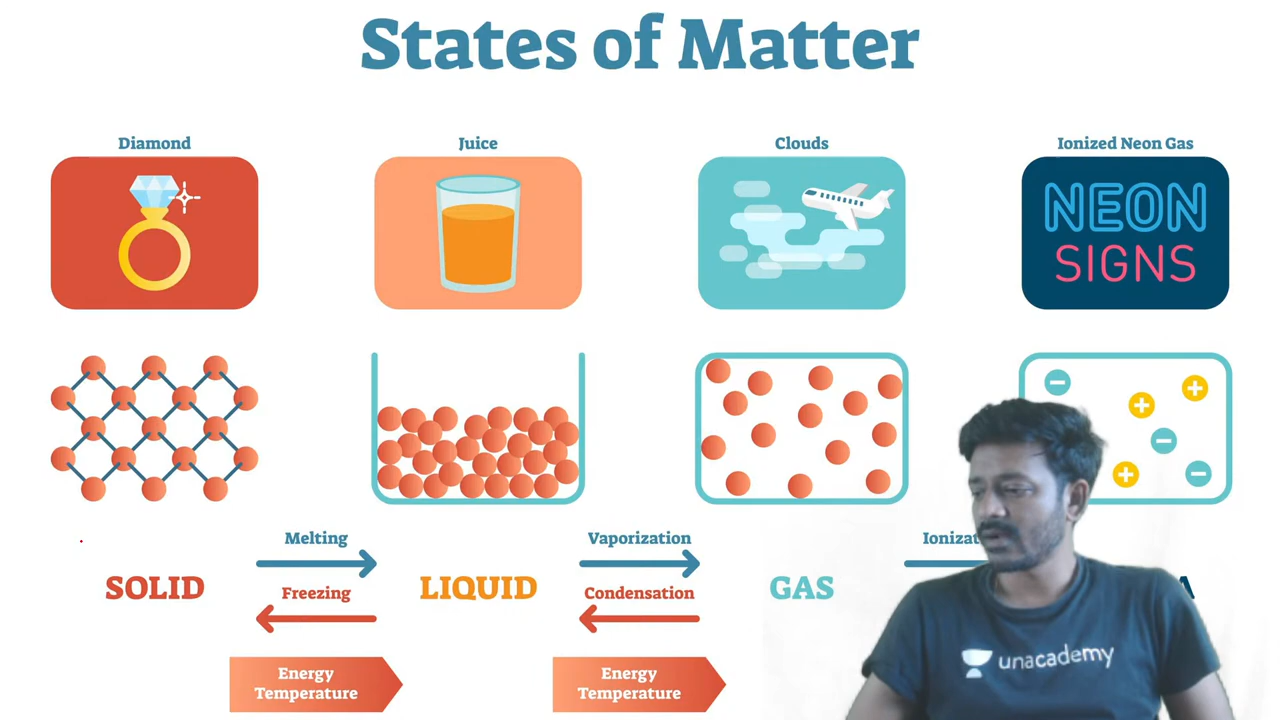 States of Matter
Diamond
Juice
Clouds
Ionized Neon Gas
NEON
SIGNS
Melting
Vaporization
SOLID
Freezing
LIQUID
Condensation
GAS
Energy
Temperature
Energy
Temperature
unacademy